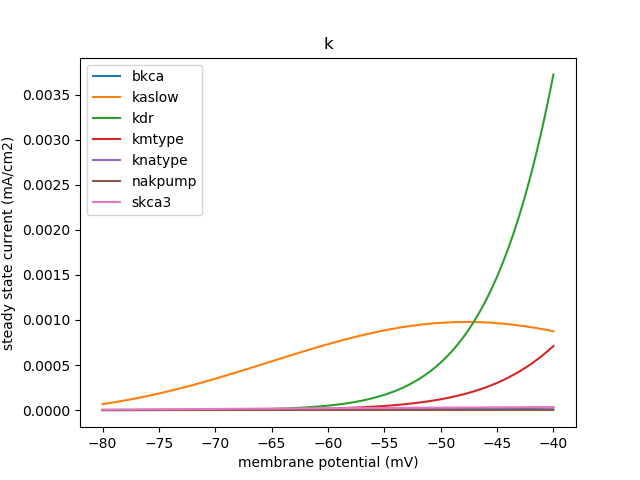 k
0.0035
0.0030
0.0025
0.0020
0.0015
0.0010
0.0005
0.0000
steady state current (mA/cm2)
bkca
kaslow
kdr
kmtype
knatype
nakpump
skca3
−80 −75 −70 −65 −60 −55 −50 −45 −40
membrane potential (mV)